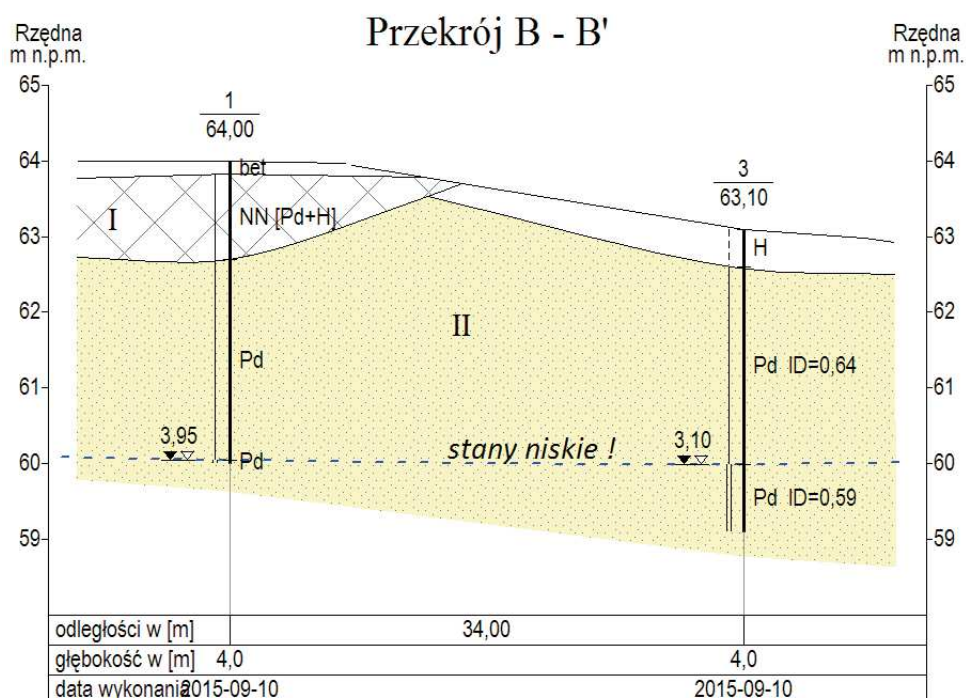 Przekrój B - B'
Rzędna
m n.p.m.
Rzędna
m n.p.m.
65
65
1
64,00
64
64
bet
3
63,10
I
NN [Pd+H]
63
63
H
62
62
II
61
61
Pd
Pd ID=0,64
3,95
stany niskie !
3,10
60
60
Pd
Pd ID=0,59
59
59
odległości w [m]
34,00
głębokość w [m]
4,0
4,0
data wykonania
2015-09-10
2015-09-10